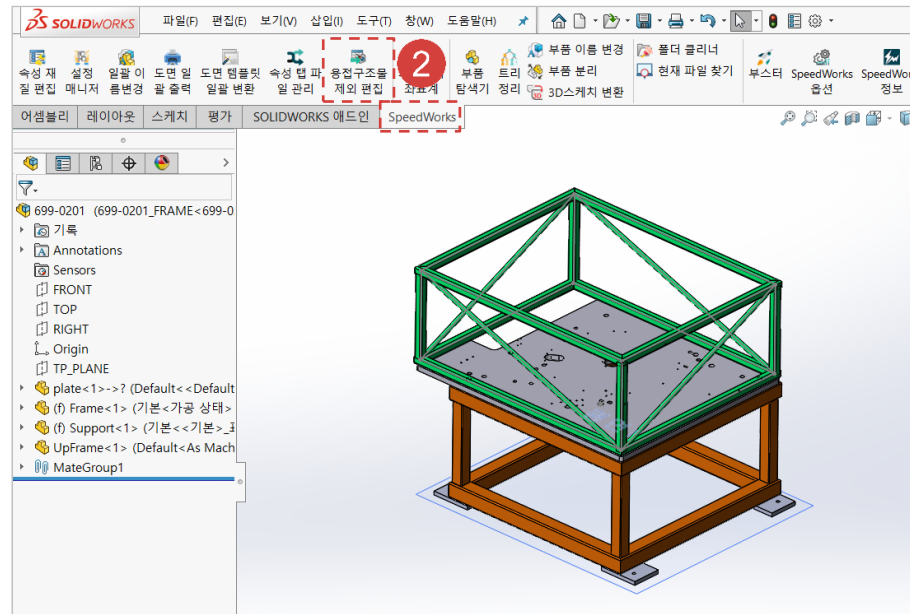 SOLIDWORKS 파일(F) 편집(E) 보기(V) 삽입(I) 도구(T) 창(W) 도움말(H)
속성 재질 편집
설정 매니저
일괄 이름변경
도면 일괄 출력
도면 템플릿 일괄 변환
속성 탭 파일 관리
용접구조물 제외 편집
2
좌표계
부품 탐색기
트리 정리
부품 이름 변경
부품 분리
3D스케치 변환
폴더 클리너
현재 파일 찾기
부스터
SpeedWorks 옵션
SpeedWor
정보
어셈블리 레이아웃 스케치 평가 SOLIDWORKS 애드인 SpeedWorks
699-0201 (699-0201_FRAME<699-0
기록
Annotations
Sensors
FRONT
TOP
RIGHT
Origin
TP_PLANE
plate<1>->? (Default<<Default
(f) Frame<1> (기본<가공 상태>
(f) Support<1> (기본<<기본>_표
UpFrame<1> (Default<As Mach
MateGroup1